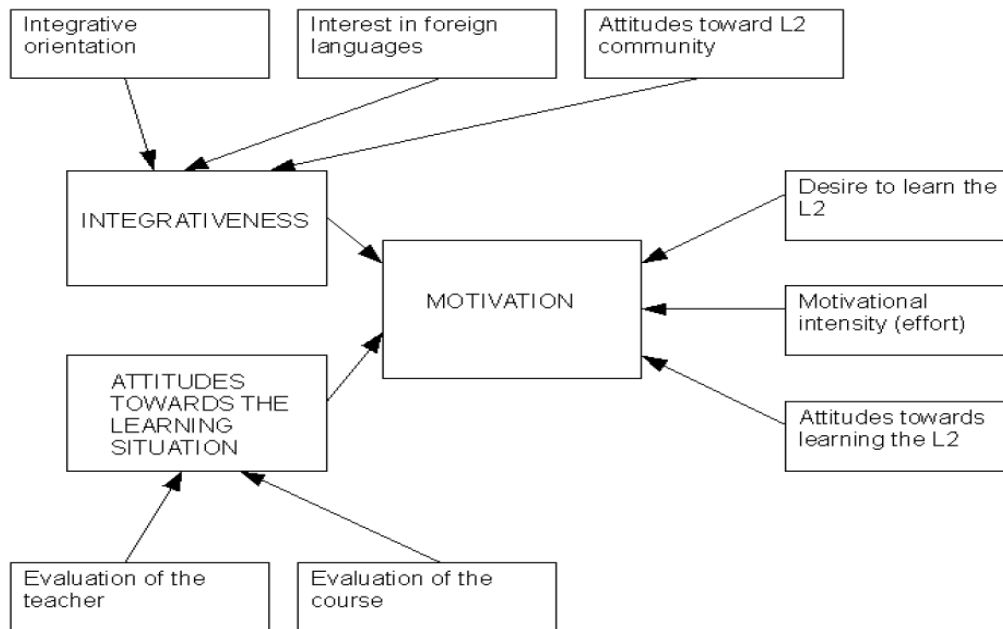 Integrative
orientation
Interest in foreign
languages
Attitudes toward L2
community
INTEGRATIVENESS
Desire to learn the
L2
MOTIVATION
Motivational
intensity (effort)
ATTITUDES
TOWARDS THE
LEARNING
SITUATION
Attitudes towards
learning the L2
Evaluation of the
teacher
Evaluation of the
course